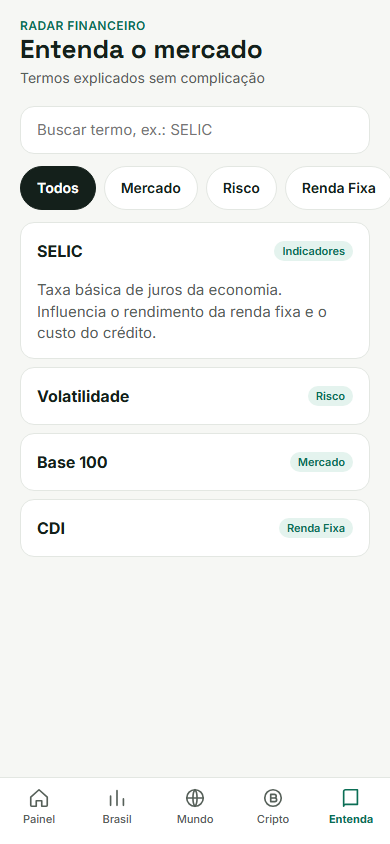 RADAR FINANCEIRO
Entenda o mercado
Termos explicados sem complicação
Buscar termo, ex.: SELIC
Todos
Mercado
Risco
Renda Fixa
SELIC
Indicadores
Taxa básica de juros da economia.
Influencia o rendimento da renda fixa e o
custo do crédito.
Volatilidade
Risco
Base 100
Mercado
CDI
Renda Fixa
Painel
Brasil
Mundo
Cripto
Entenda